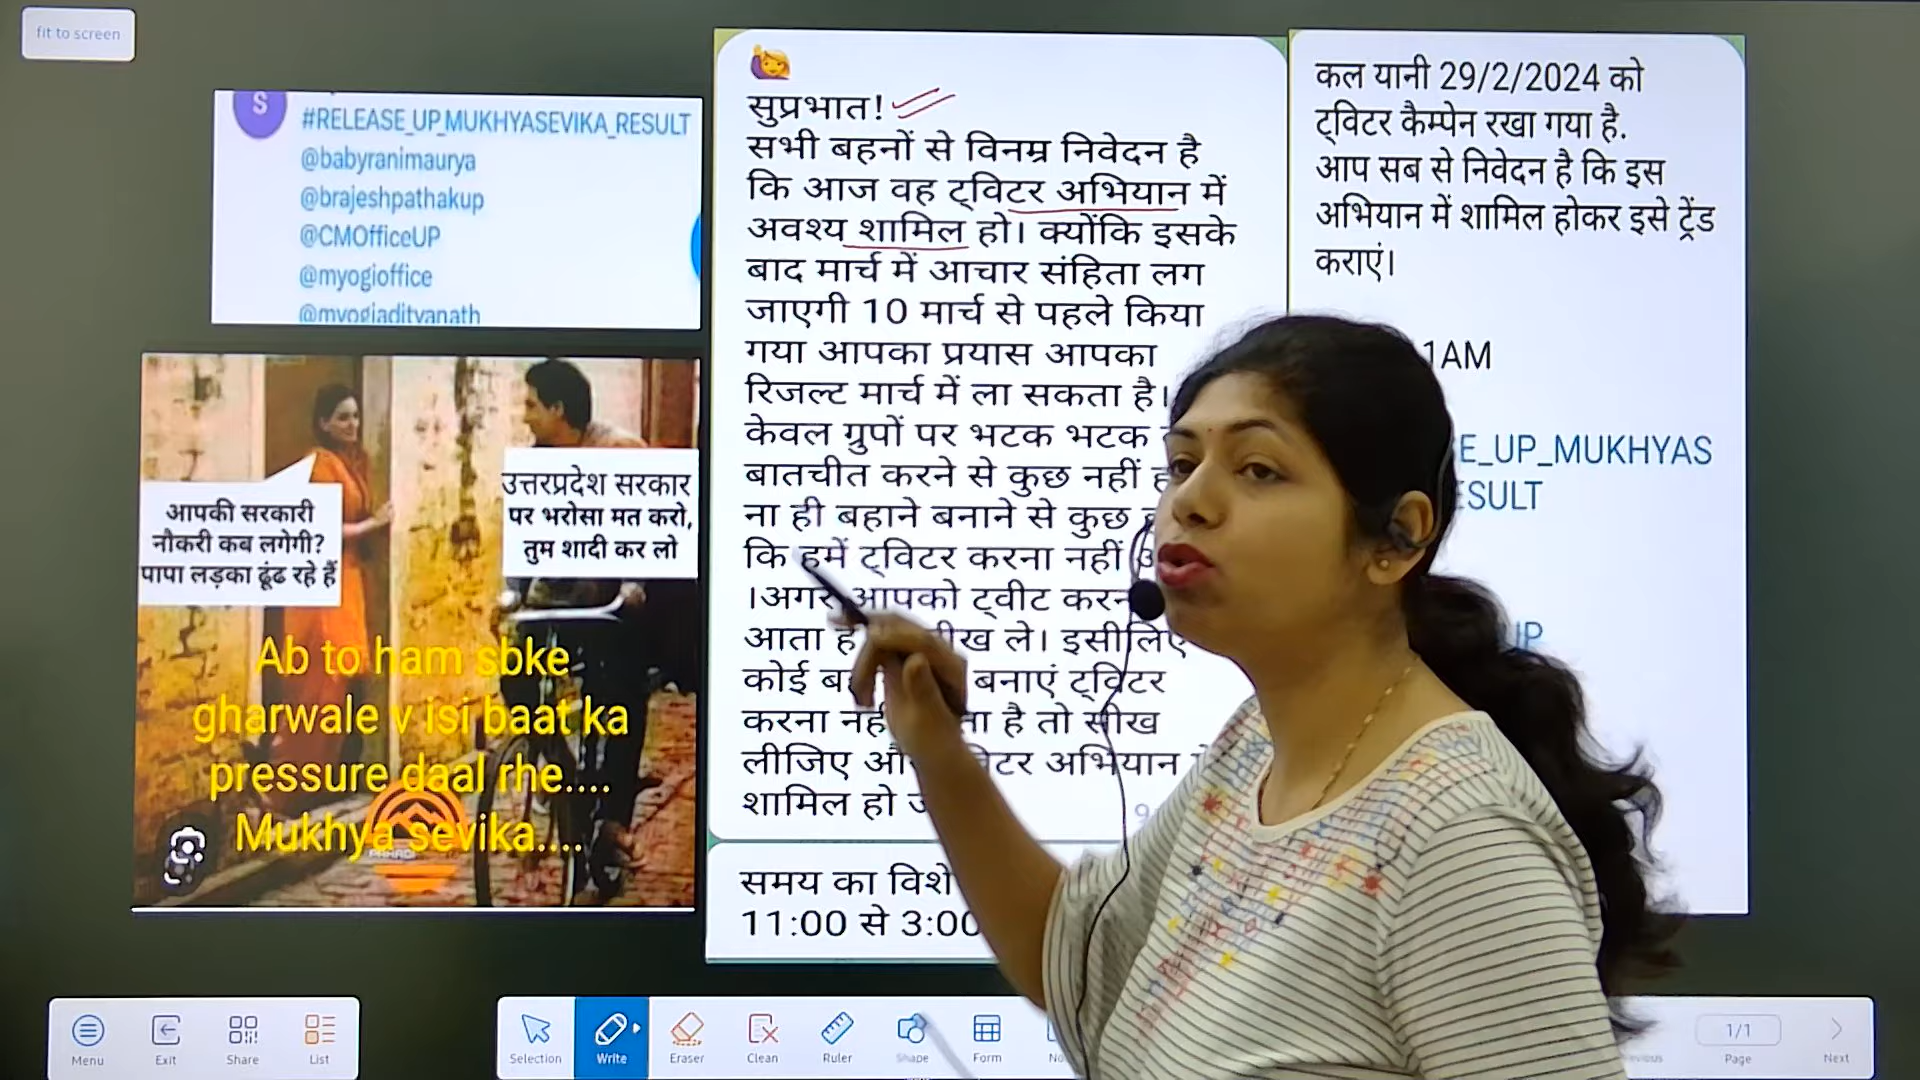 fit to screen
S
#RELEASE_UP_MUKHYASEVIKA_RESULT
@babyranimaurya
@brajeshpathakup
@CMOfficeUP
@myogioffice
@myogiadityanath
आपकी सरकारी
नौकरी कब लगेगी?
पापा लड़का ढूंढ रहे हैं
उत्तरप्रदेश सरकार
पर भरोसा मत करो,
तुम शादी कर लो
Ab to ham sbke
gharwale v isi baat ka
pressure daal rhe....
Mukhya sevika....
सुप्रभात!
सभी बहनों से विनम्र निवेदन है
कि आज वह ट्विटर अभियान में
अवश्य शामिल हो। क्योंकि इसके
बाद मार्च में आचार संहिता लग
जाएगी 10 मार्च से पहले किया
गया आपका प्रयास आपका
रिजल्ट मार्च में ला सकता है।
केवल ग्रुपों पर भटक भटक
बातचीत करने से कुछ नहीं
ना ही बहाने बनाने से कुछ
कि हमें ट्विटर करना नहीं
।अगर आपको ट्वीट करन
आता ले। इसीलिए
कोई बनाएं ट्विटर
करना है तो सीख
लीजिए अभियान
शामिल हो
समय का
11:00 से 3:00
कल यानी 29/2/2024 को
ट्विटर कैम्पेन रखा गया है.
आप सब से निवेदन है कि इस
अभियान में शामिल होकर इसे ट्रेंड
कराएं।
1AM
E_UP_MUKHYAS
ESULT
UP
Menu Exit Share List
Selection Write Eraser Clean Ruler Shape Form
1/1
Page Next